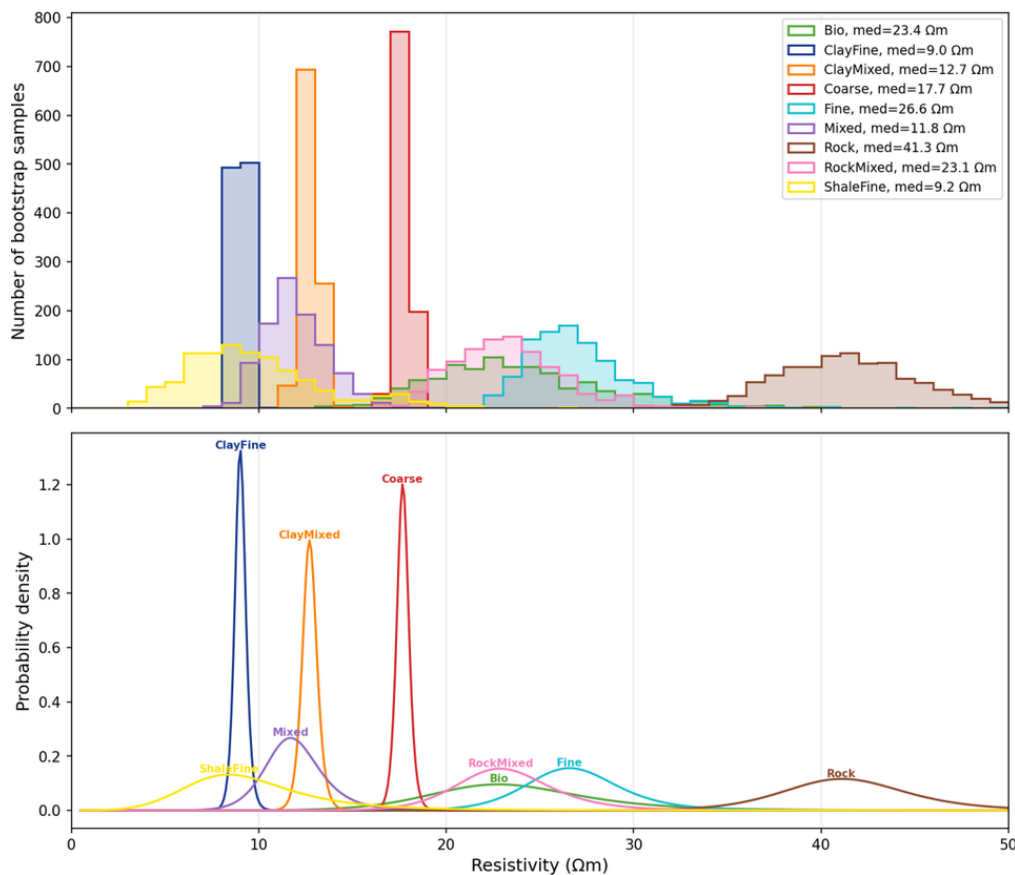 800
700
600
500
400
300
200
100
0
Number of bootstrap samples
Bio, med=23.4 Ωm
ClayFine, med=9.0 Ωm
ClayMixed, med=12.7 Ωm
Coarse, med=17.7 Ωm
Fine, med=26.6 Ωm
Mixed, med=11.8 Ωm
Rock, med=41.3 Ωm
RockMixed, med=23.1 Ωm
ShaleFine, med=9.2 Ωm
ClayFine
Coarse
ClayMixed
Mixed
ShaleFine
RockMixed
Fine
Bio
Rock
1.2
1.0
0.8
0.6
0.4
0.2
0.0
Probability density
0 10 20 30 40 50
Resistivity (Ωm)